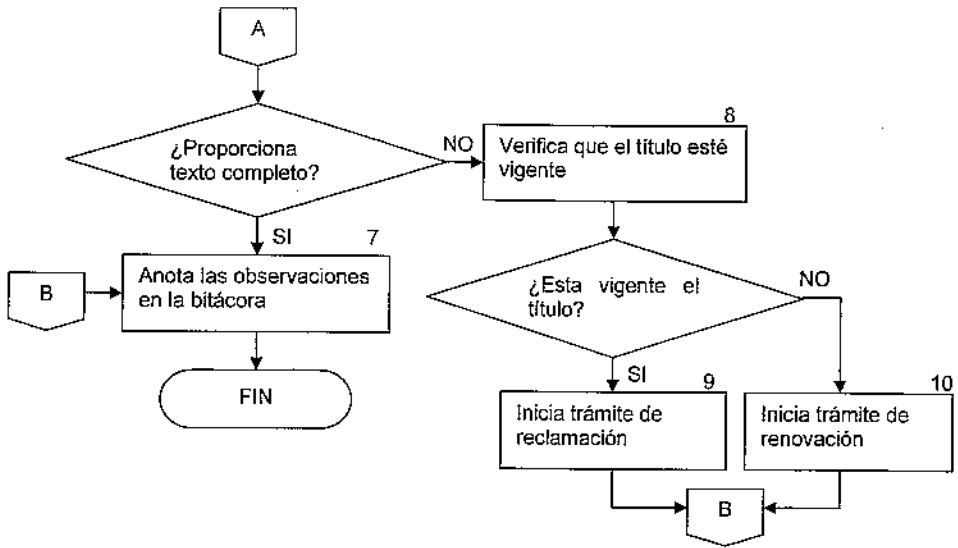 A
¿Proporciona
texto completo?
NO
8
Verifica que el título esté
vigente
SI
7
B
Anota las observaciones
en la bitácora
¿Esta vigente el
título?
NO
FIN
SI
9
Inicia trámite de
reclamación
10
Inicia trámite de
renovación
B